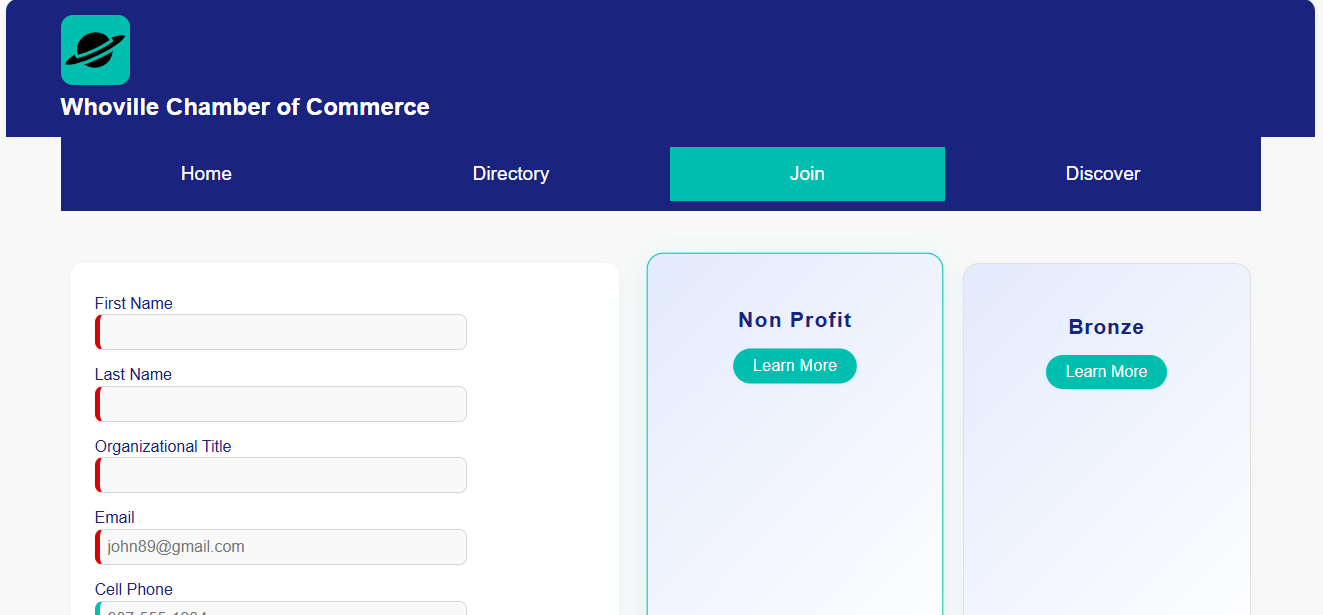 Whoville Chamber of Commerce
Home Directory Join Discover
First Name
Last Name
Organizational Title
Email
john89@gmail.com
Cell Phone
Non Profit
Learn More
Bronze
Learn More